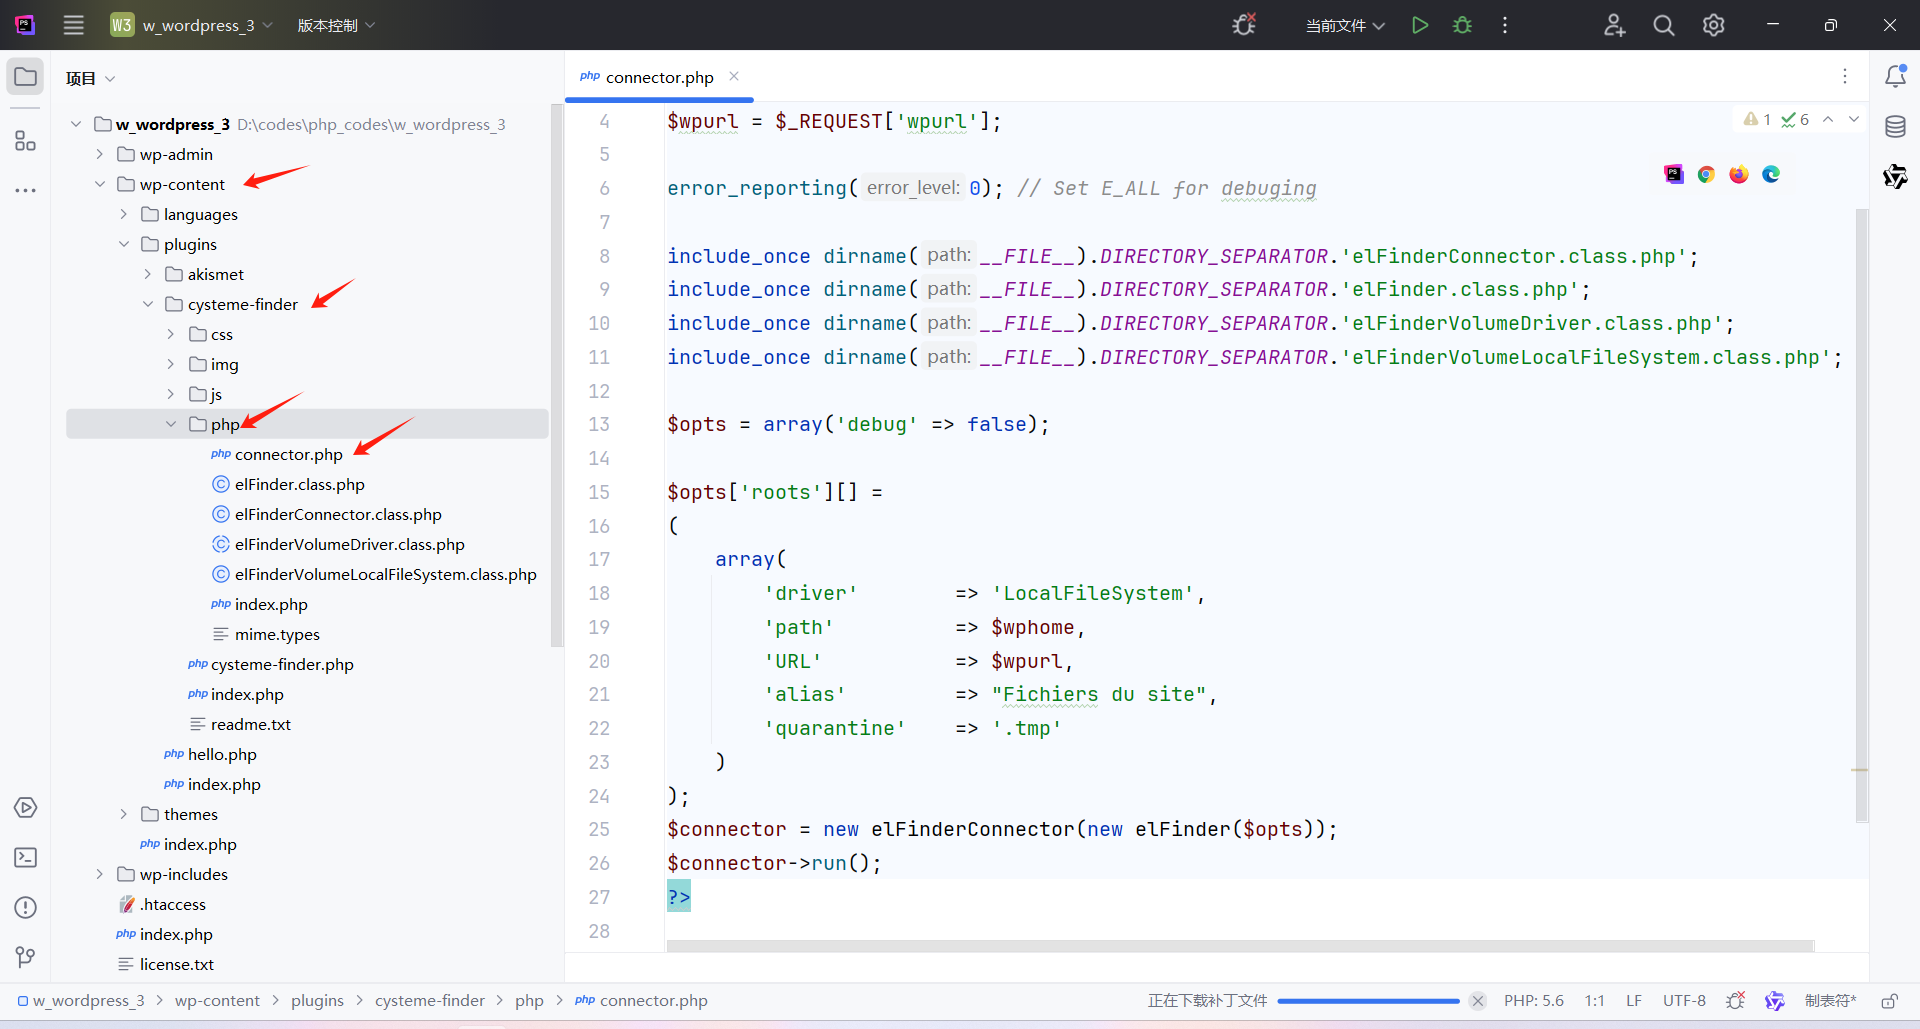 W3 w_wordpress_3 版本控制 当前文件
项目
w_wordpress_3 D:\codes\php_codes\w_wordpress_3
wp-admin
wp-content
languages
plugins
akismet
cysteme-finder
css
img
js
php
php connector.php
elFinder.class.php
elFinderConnector.class.php
elFinderVolumeDriver.class.php
elFinderVolumeLocalFileSystem.class.php
php index.php
mime.types
php cysteme-finder.php
php index.php
readme.txt
php hello.php
php index.php
themes
php index.php
wp-includes
.htaccess
php index.php
license.txt
php connector.php
1 6
4 $wpurl = $_REQUEST['wpurl'];
5
6 error_reporting( error_level: 0); // Set E_ALL for debuging
7
8 include_once dirname( path: __FILE__).DIRECTORY_SEPARATOR.'elFinderConnector.class.php';
9 include_once dirname( path: __FILE__).DIRECTORY_SEPARATOR.'elFinder.class.php';
10 include_once dirname( path: __FILE__).DIRECTORY_SEPARATOR.'elFinderVolumeDriver.class.php';
11 include_once dirname( path: __FILE__).DIRECTORY_SEPARATOR.'elFinderVolumeLocalFileSystem.class.php';
12
13 $opts = array('debug' => false);
14
15 $opts['roots'][] =
16 (
17 array(
18 'driver' => 'LocalFileSystem',
19 'path' => $wphome,
20 'URL' => $wpurl,
21 'alias' => "Fichiers du site",
22 'quarantine' => '.tmp'
23 )
24 );
25 $connector = new elFinderConnector(new elFinder($opts));
26 $connector->run();
27 ?>
28
w_wordpress_3 > wp-content > plugins > cysteme-finder > php > php connector.php 正在下载补丁文件 PHP: 5.6 1:1 LF UTF-8 制表符*